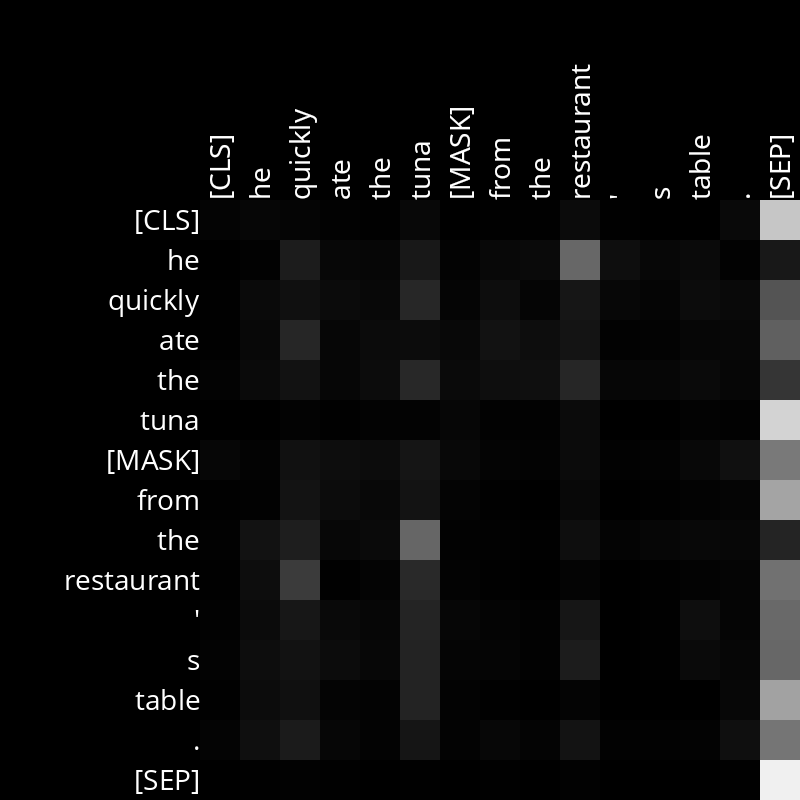 [CLS] he quickly ate the tuna [MASK] from the restaurant ' s table . [SEP]
[CLS]
he
quickly
ate
the
tuna
[MASK]
from
the
restaurant
'
s
table
.
[SEP]